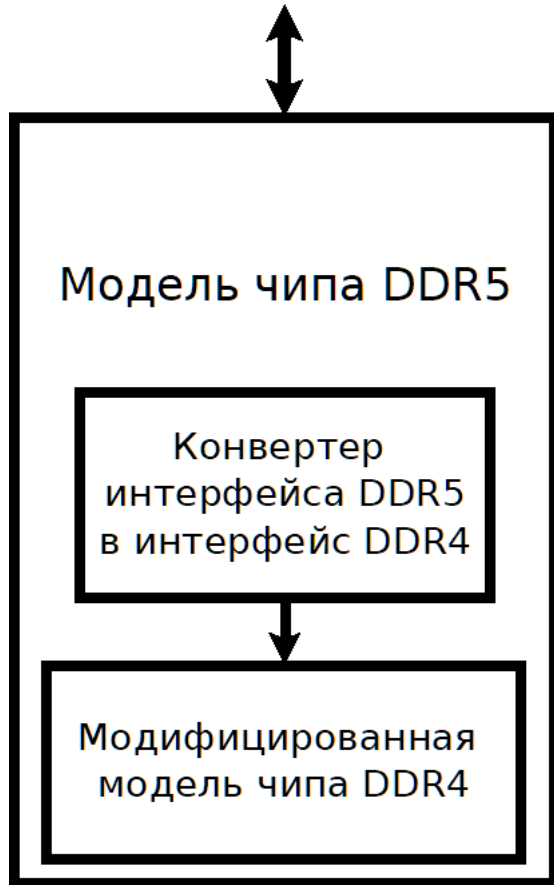 Модель чипа DDR5
Конвертер
интерфейса DDR5
в интерфейс DDR4
Модифицированная
модель чипа DDR4